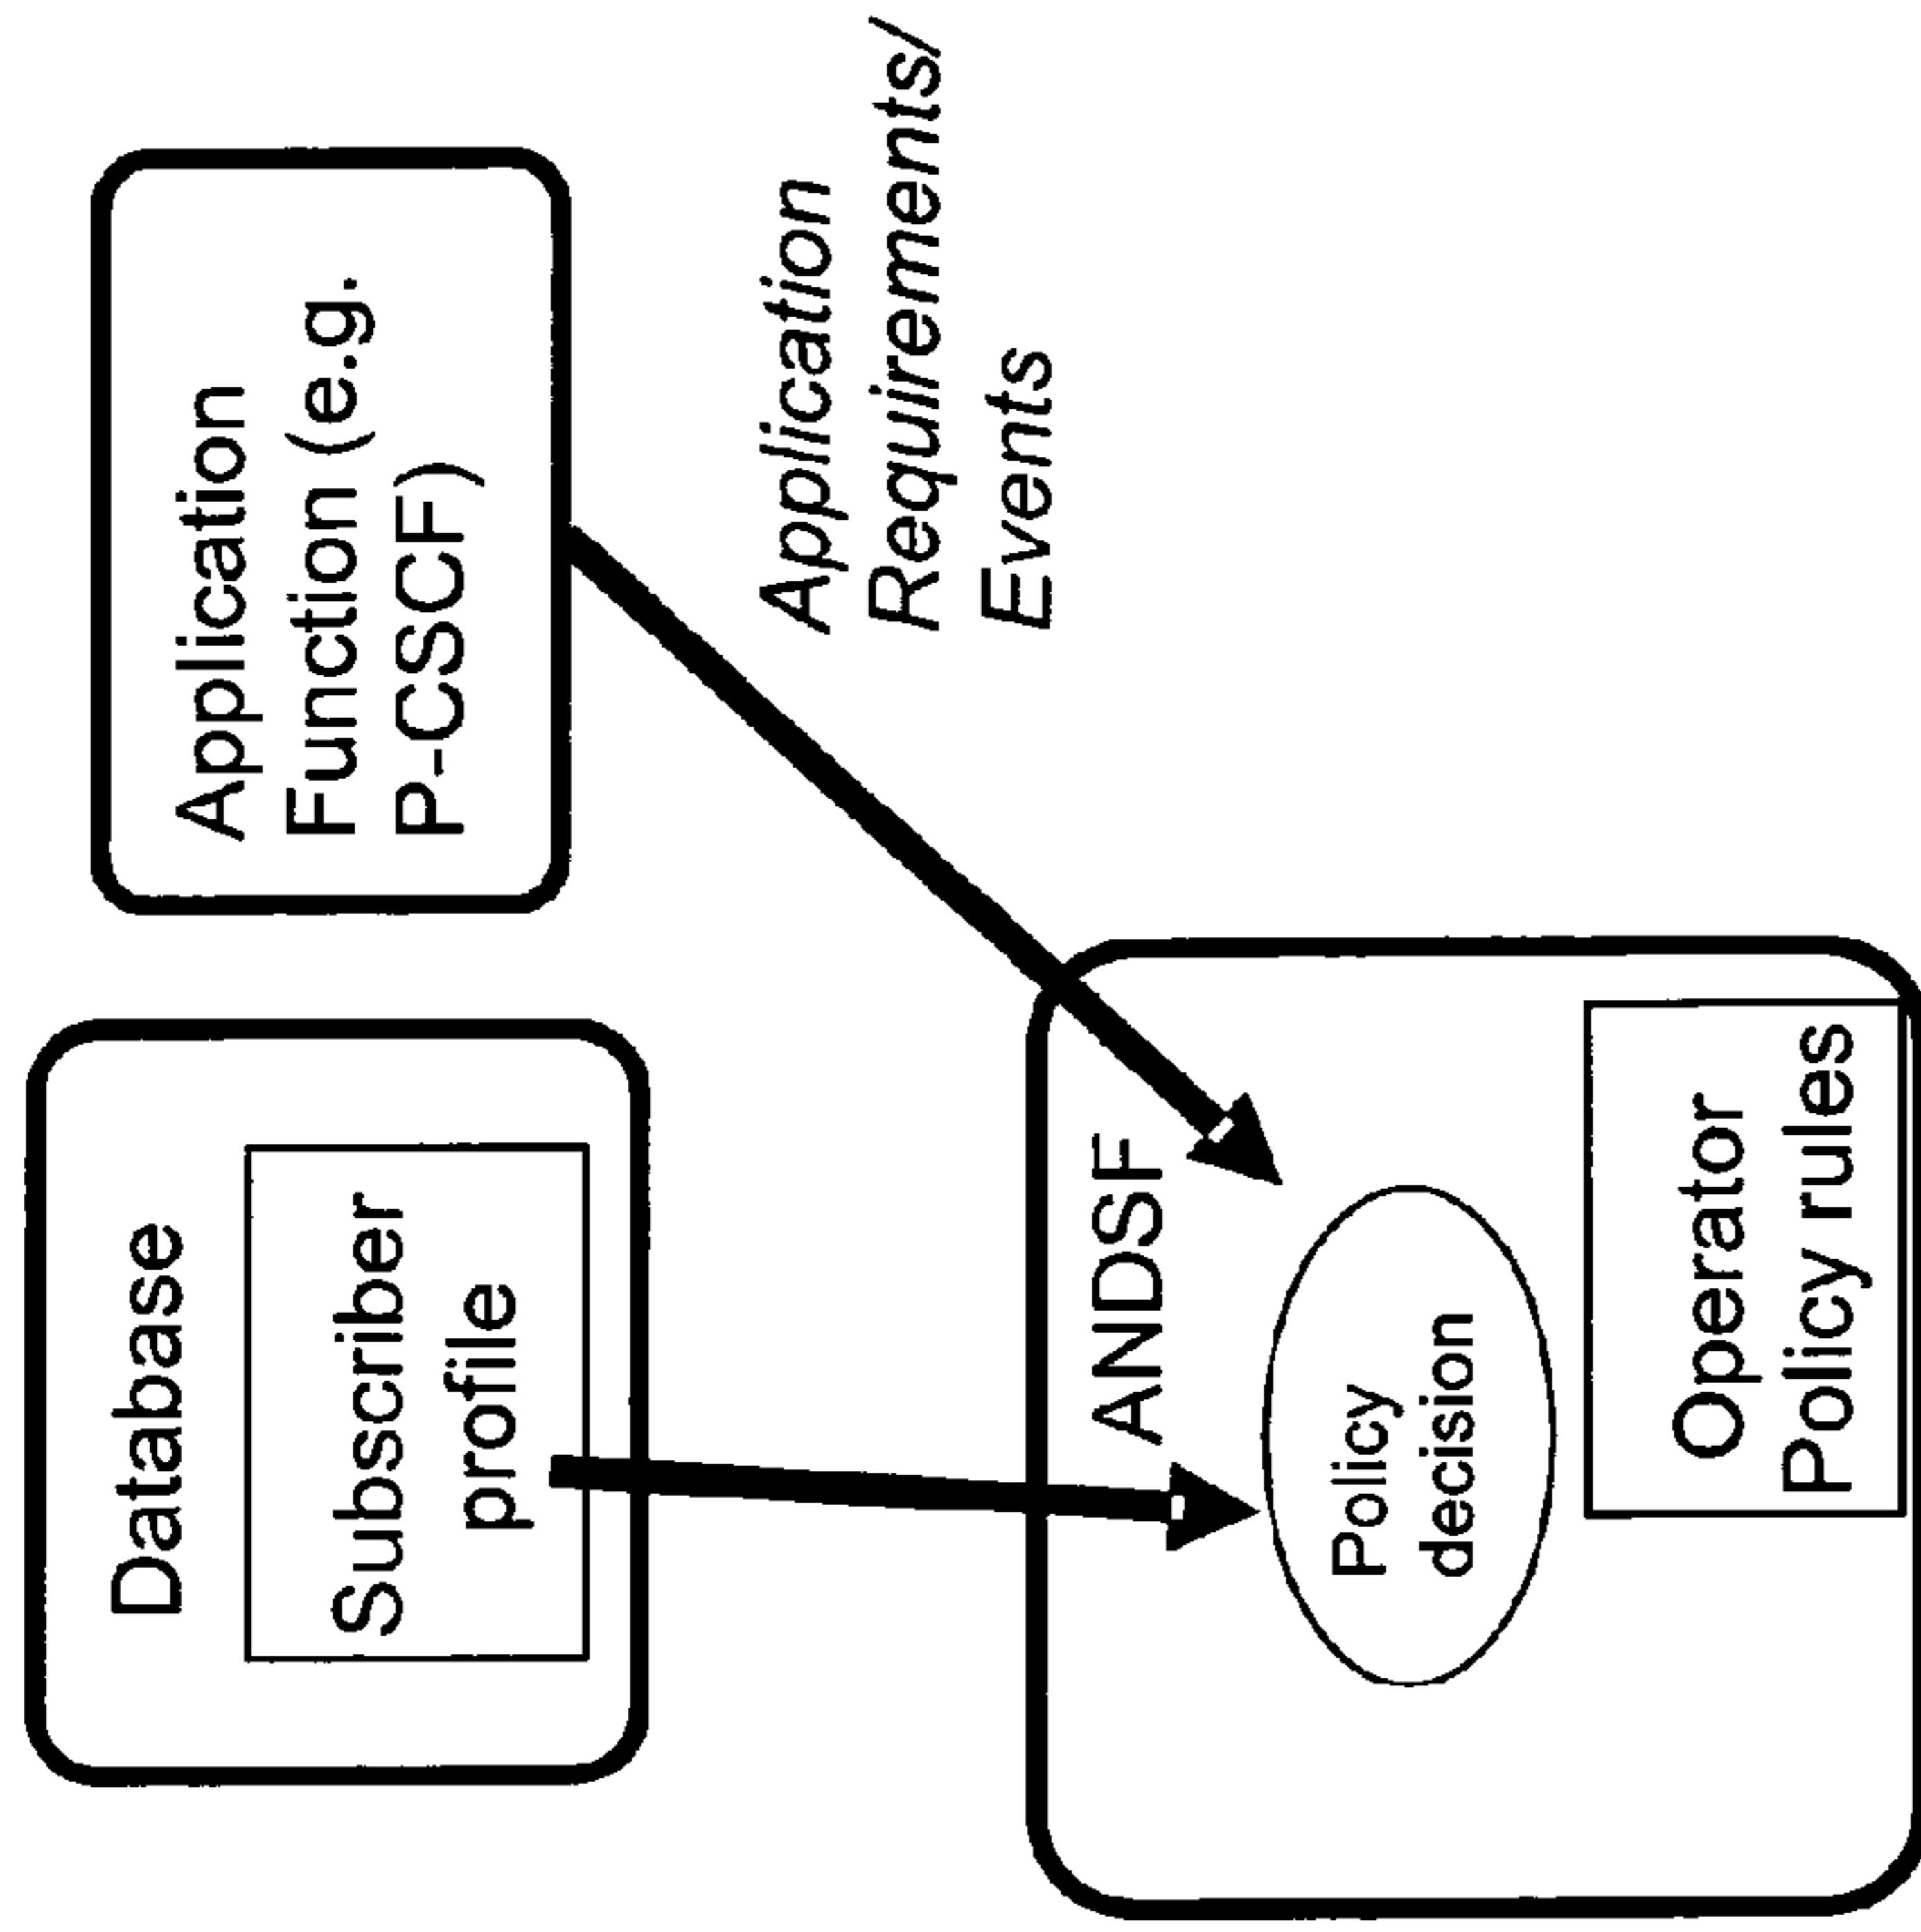 Database
Subscriber
profile
Application
Function (e.g.
P-CSCF)
Application
Requirements/
Events
ANDSF
Policy
decision
Operator
Policy rules